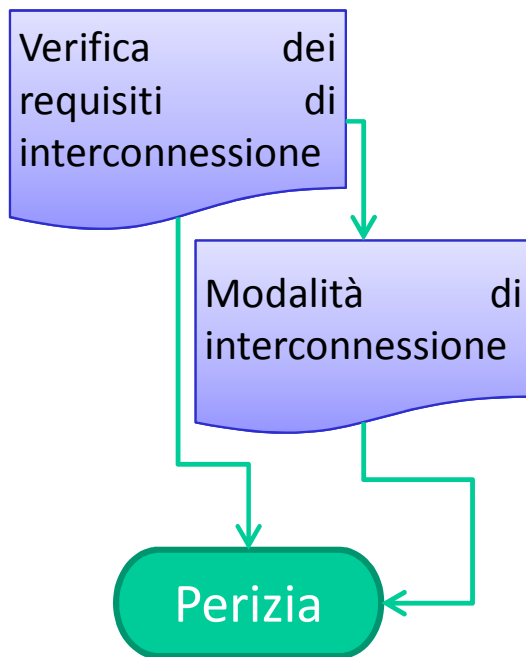 Verifica dei
requisiti di
interconnessione
Modalità di
interconnessione
Perizia